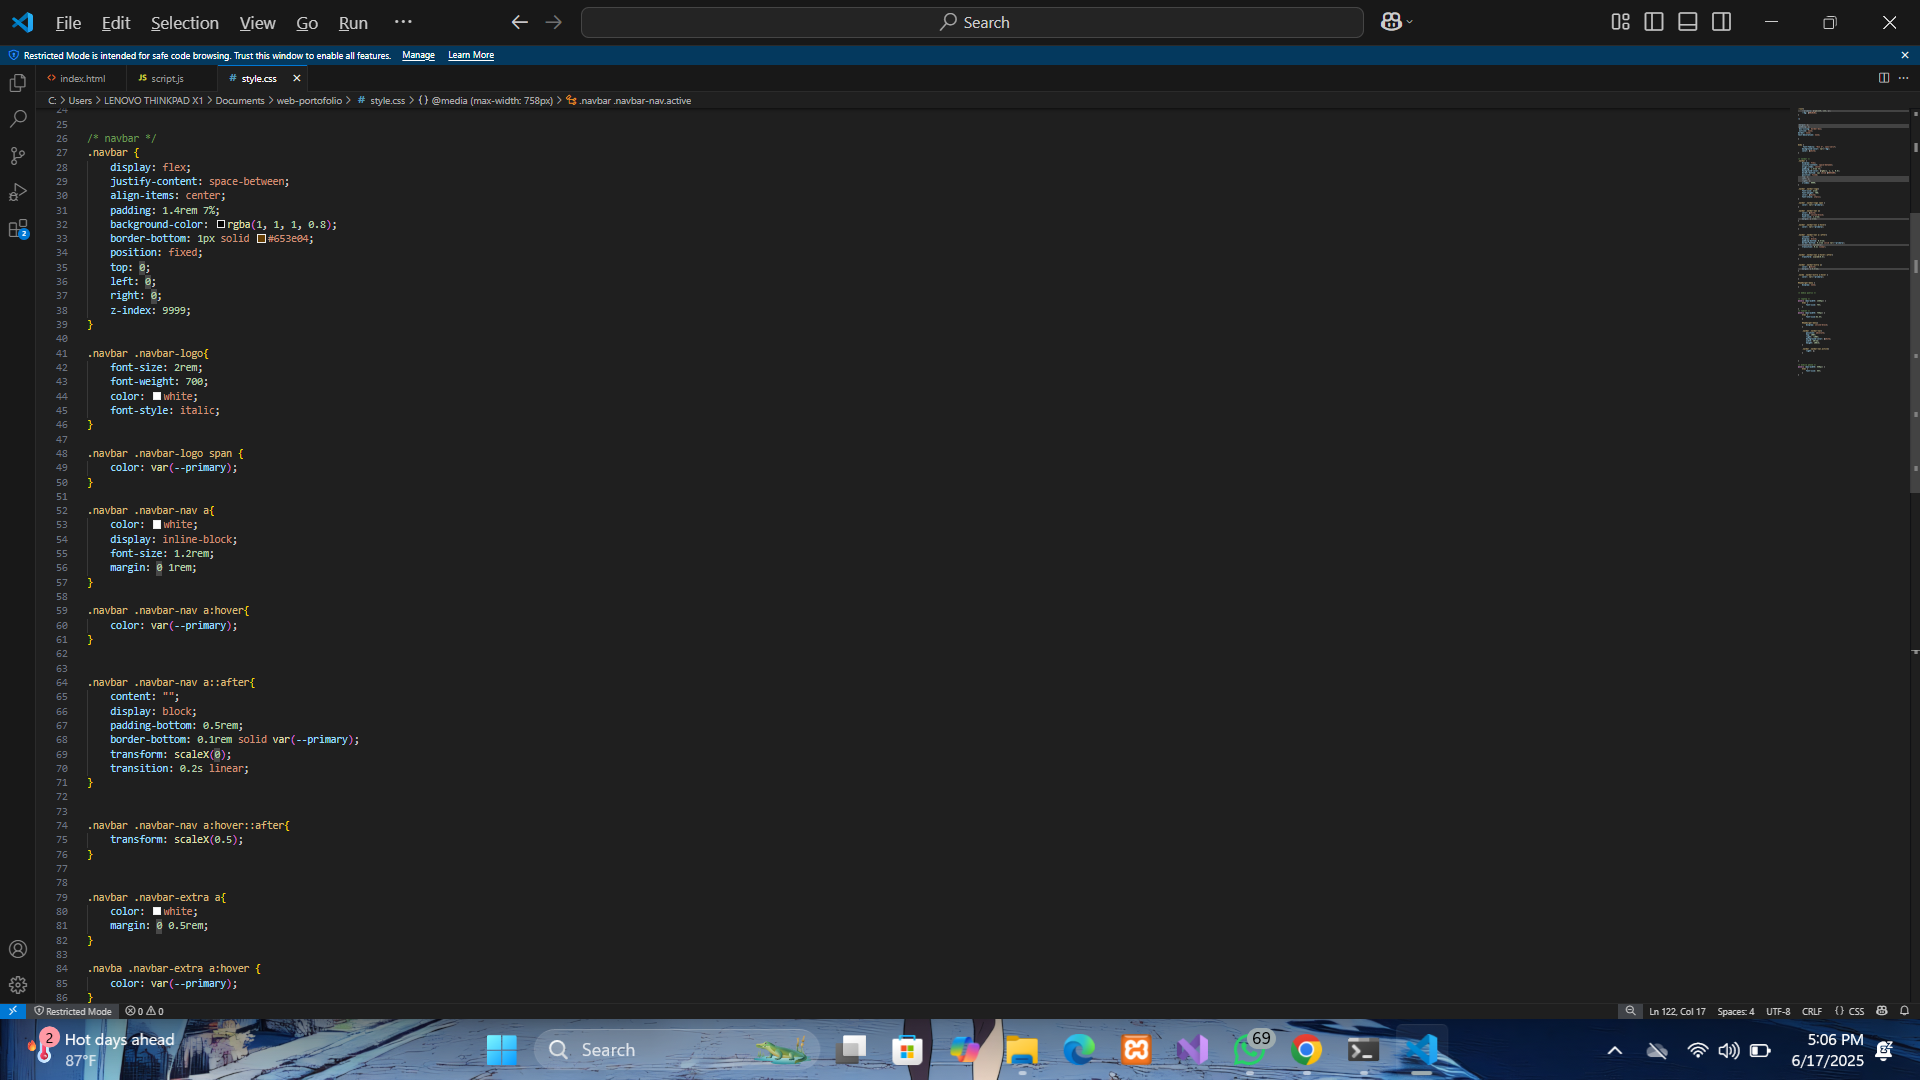 File Edit Selection View Go Run ··· Search
Restricted Mode is intended for safe code browsing. Trust this window to enable all features. Manage Learn More
index.html JS script.js # style.css
C: > Users > LENOVO THINKPAD X1 > Documents > web-portofolio > # style.css > {} @media (max-width: 758px) > .navbar .navbar-nav.active
24
25
26 /* navbar */
27 .navbar {
28 display: flex;
29 justify-content: space-between;
30 align-items: center;
31 padding: 1.4rem 7%;
32 background-color: rgba(1, 1, 1, 0.8);
33 border-bottom: 1px solid #653e04;
34 position: fixed;
35 top: 0;
36 left: 0;
37 right: 0;
38 z-index: 9999;
39 }
40
41 .navbar .navbar-logo{
42 font-size: 2rem;
43 font-weight: 700;
44 color: white;
45 font-style: italic;
46 }
47
48 .navbar .navbar-logo span {
49 color: var(--primary);
50 }
51
52 .navbar .navbar-nav a{
53 color: white;
54 display: inline-block;
55 font-size: 1.2rem;
56 margin: 0 1rem;
57 }
58
59 .navbar .navbar-nav a:hover{
60 color: var(--primary);
61 }
62
63
64 .navbar .navbar-nav a::after{
65 content: "";
66 display: block;
67 padding-bottom: 0.5rem;
68 border-bottom: 0.1rem solid var(--primary);
69 transform: scaleX(0);
70 transition: 0.2s linear;
71 }
72
73
74 .navbar .navbar-nav a:hover::after{
75 transform: scaleX(0.5);
76 }
77
78
79 .navbar .navbar-extra a{
80 color: white;
81 margin: 0 0.5rem;
82 }
83
84 .navba .navbar-extra a:hover {
85 color: var(--primary);
86 }
2
Restricted Mode 0 0 Ln 122, Col 17 Spaces: 4 UTF-8 CRLF {} CSS
2 Hot days ahead
87°F
Search
69
5:06 PM
6/17/2025